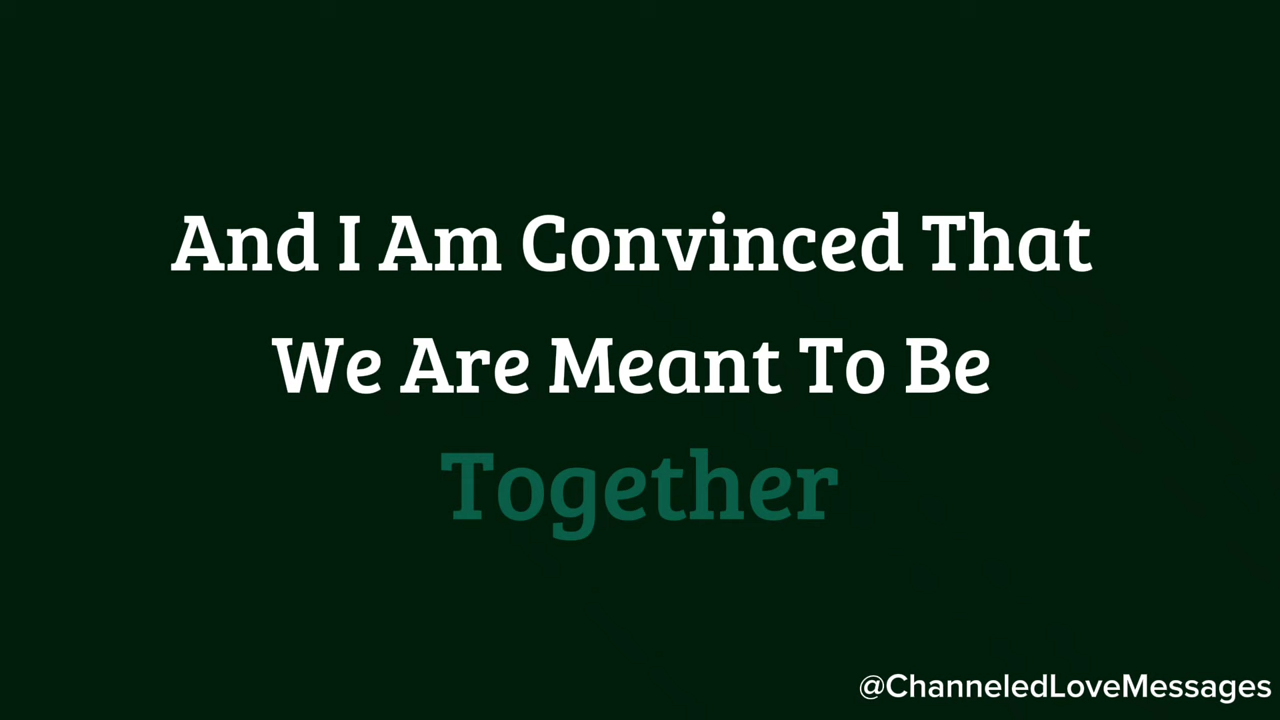 And I Am Convinced That
We Are Meant To Be
Together
@ChanneledLoveMessages